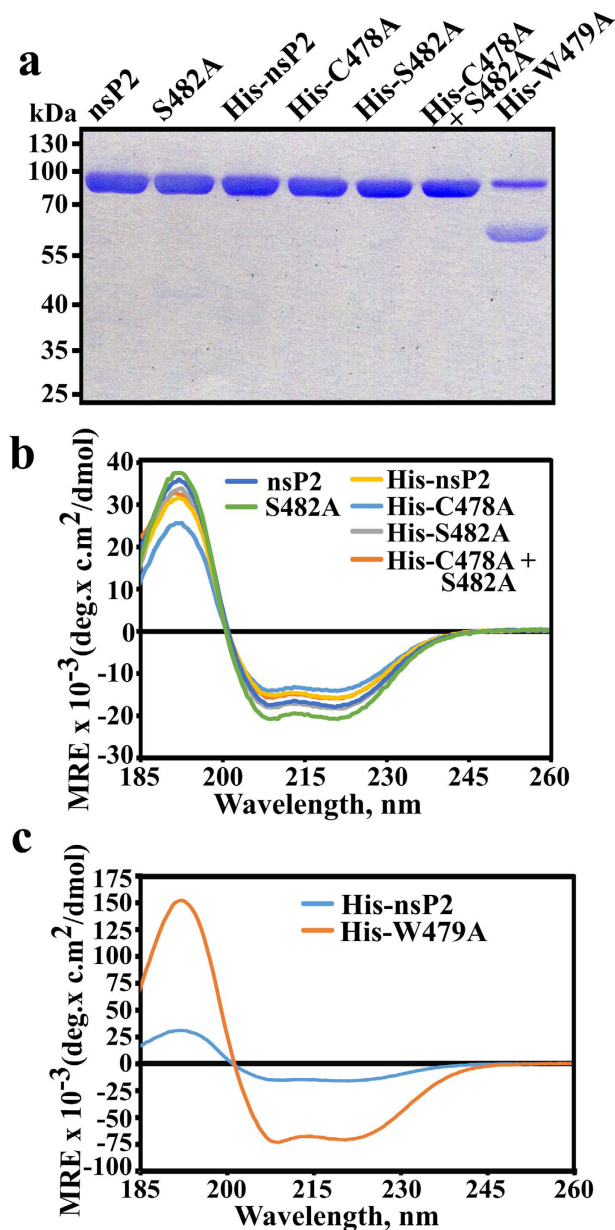 a
nsP2
S482A
His-nsP2
His-C478A
His-S482A
His-C478A
+ S482A
His-W479A
kDa
130
100
70
55
40
35
25
b
MRE x 10⁻³(deg.x c.m²/dmol)
40
30
20
10
0
-10
-20
-30
nsP2
S482A
His-nsP2
His-C478A
His-S482A
His-C478A +
S482A
185 200 215 230 245 260
Wavelength, nm
c
MRE x 10⁻³(deg.x c.m²/dmol)
175
150
125
100
75
50
25
0
-25
-50
-75
-100
His-nsP2
His-W479A
185 200 215 230 245 260
Wavelength, nm